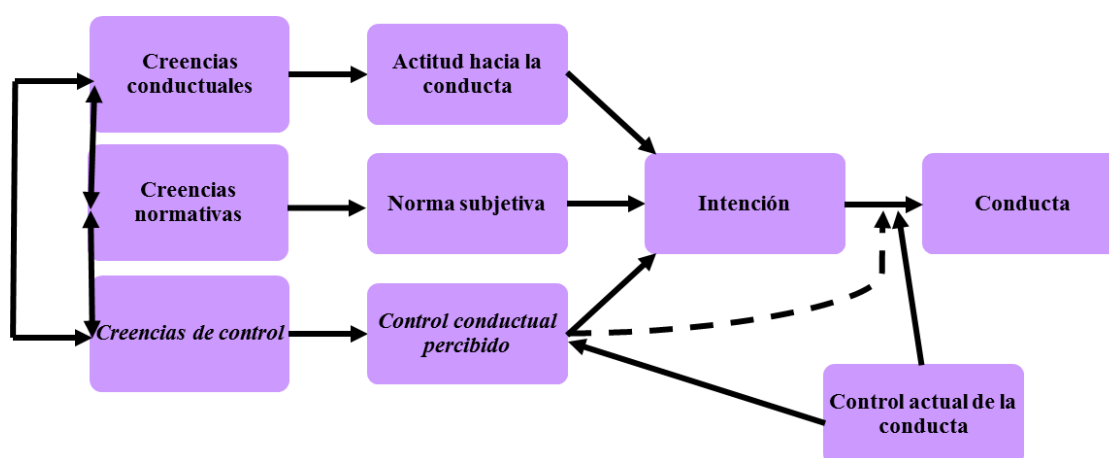 Creencias
conductuales
Actitud hacia la
conducta
Creencias
normativas
Norma subjetiva
Intención
Conducta
Creencias de control
Control conductual
percibido
Control actual de la
conducta